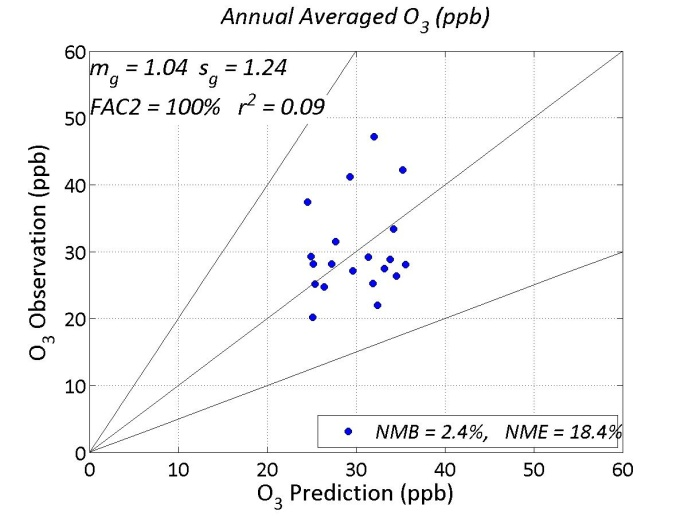 Annual Averaged O3 (ppb)
mg = 1.04 sg = 1.24
FAC2 = 100% r2 = 0.09
60
50
40
30
20
10
0
O3 Observation (ppb)
NMB = 2.4%, NME = 18.4%
0 10 20 30 40 50 60
O3 Prediction (ppb)